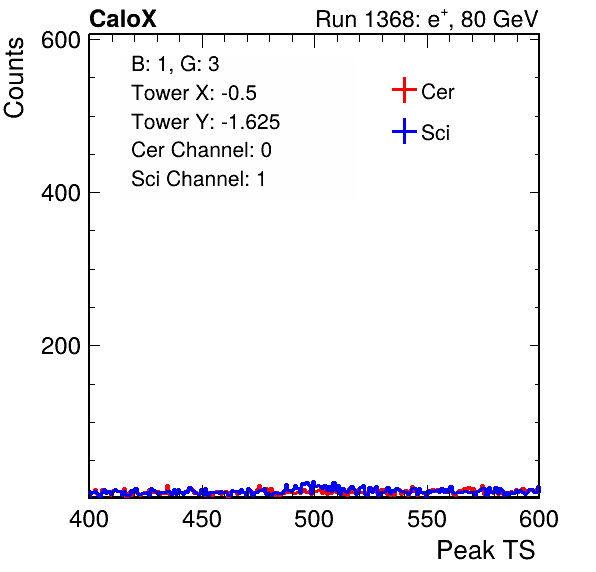 CaloX Run 1368: e⁺, 80 GeV
Counts
600
400
200
B: 1, G: 3
Tower X: -0.5
Tower Y: -1.625
Cer Channel: 0
Sci Channel: 1
Cer
Sci
400 450 500 550 600
Peak TS